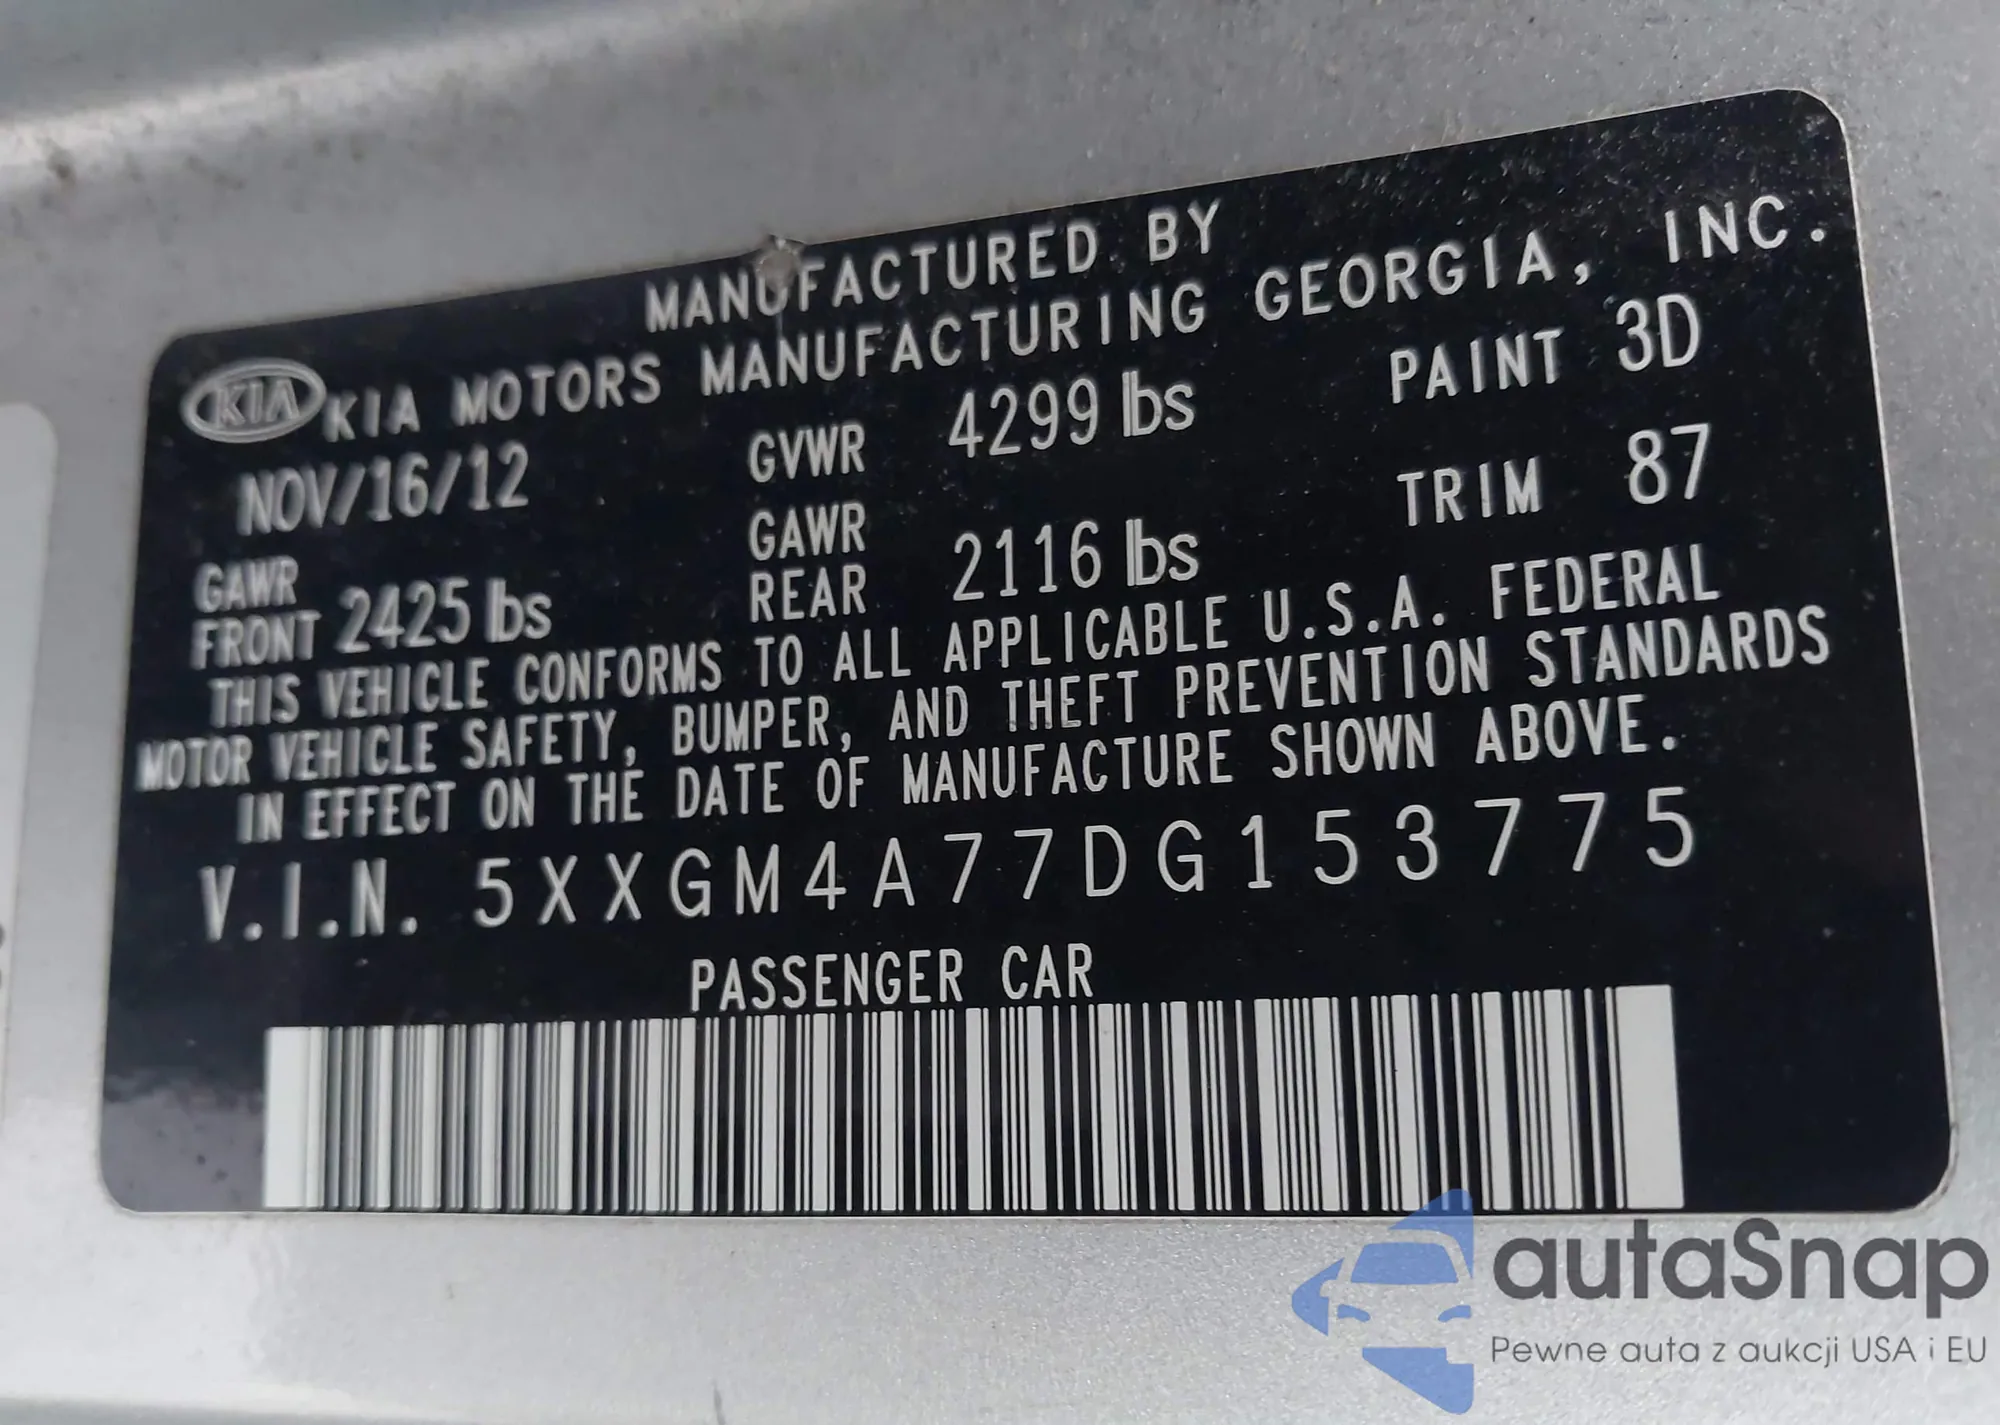 MANUFACTURED BY
KIA KIA MOTORS MANUFACTURING GEORGIA, INC.
NOV/16/12 GVWR 4299 lbs PAINT 3D
GAWR FRONT 2425 lbs GAWR REAR 2116 lbs TRIM 87
THIS VEHICLE CONFORMS TO ALL APPLICABLE U.S.A. FEDERAL
MOTOR VEHICLE SAFETY, BUMPER, AND THEFT PREVENTION STANDARDS
IN EFFECT ON THE DATE OF MANUFACTURE SHOWN ABOVE.
V.I.N. 5XXGM4A77DG153775
PASSENGER CAR
autaSnap
Pewne auta z aukcji USA i EU